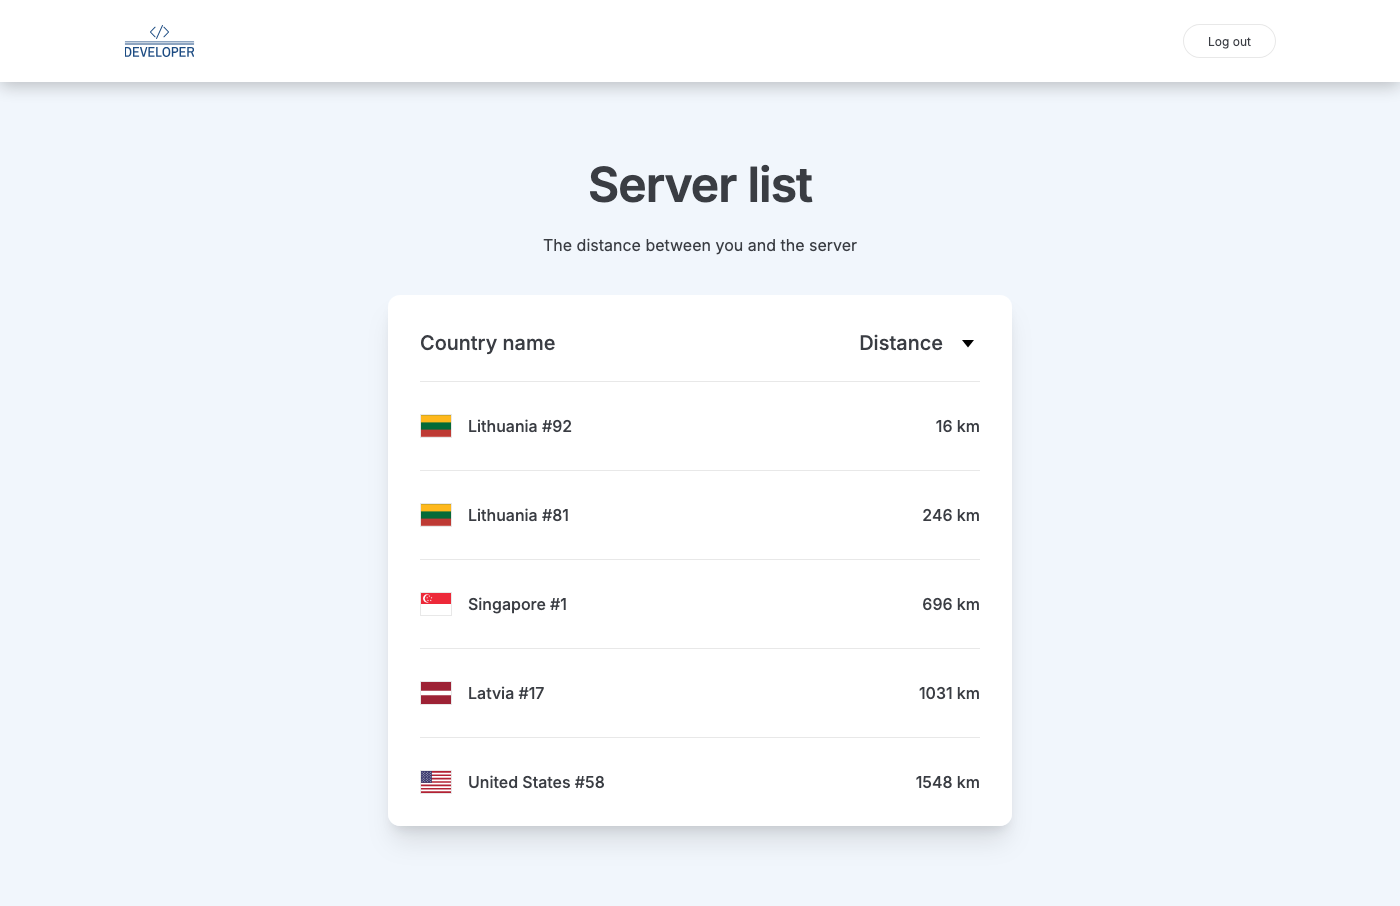 </>
DEVELOPER
Log out
Server list
The distance between you and the server
Country name Distance
Lithuania #92 16 km
Lithuania #81 246 km
Singapore #1 696 km
Latvia #17 1031 km
United States #58 1548 km